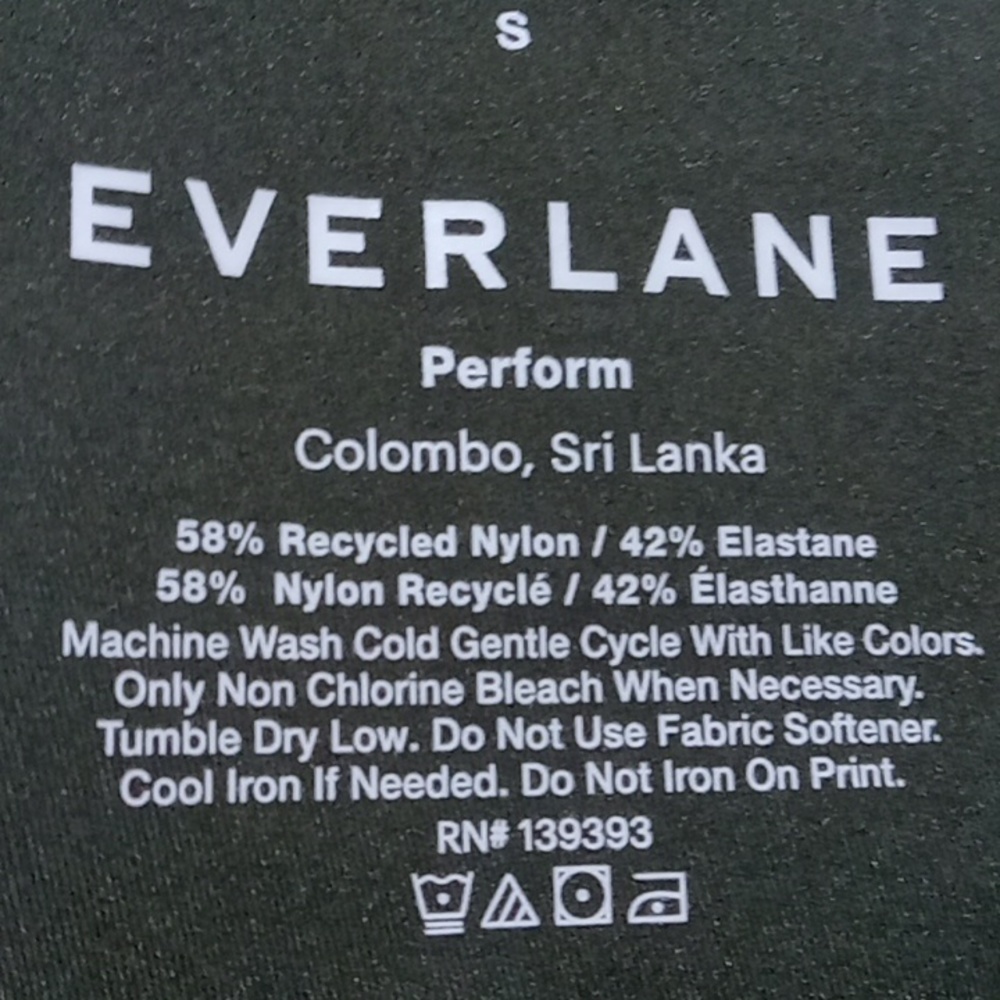 S
EVERLANE
Perform
Colombo, Sri Lanka
58% Recycled Nylon / 42% Elastane
58% Nylon Recyclé / 42% Élasthanne
Machine Wash Cold Gentle Cycle With Like Colors.
Only Non Chlorine Bleach When Necessary.
Tumble Dry Low. Do Not Use Fabric Softener.
Cool Iron If Needed. Do Not Iron On Print.
RN# 139393